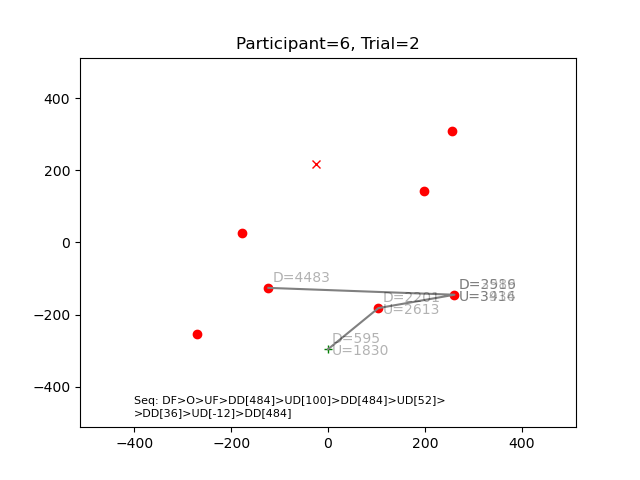 Participant=6, Trial=2
400
200
0
−200
−400
D=4483
D=2201
U=2613
D=595
U=1830
Seq: DF>O>UF>DD[484]>UD[100]>DD[484]>UD[52]>
>DD[36]>UD[-12]>DD[484]
−400
−200
0
200
400